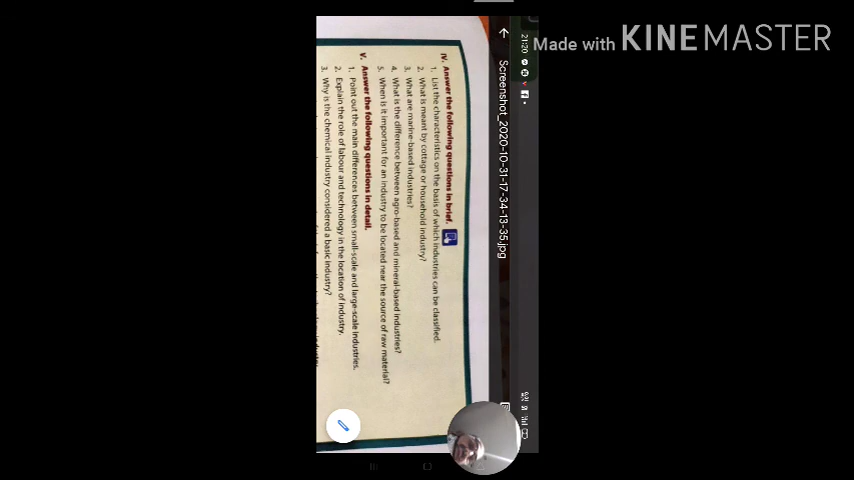 Made with KINEMASTER
21:20
Screenshot_2020-10-31-17-34-13-35.jpg
IV. Answer the following questions in brief.
1. List the characteristics on the basis of which industries can be classified.
2. What is meant by cottage or household industry?
3. What are marine-based industries?
4. What is the difference between agro-based and mineral-based industries?
5. When is it important for an industry to be located near the source of raw material?
V. Answer the following questions in detail.
1. Point out the main differences between small-scale and large-scale industries.
2. Explain the role of labour and technology in the location of industry.
3. Why is the chemical industry considered a basic industry?